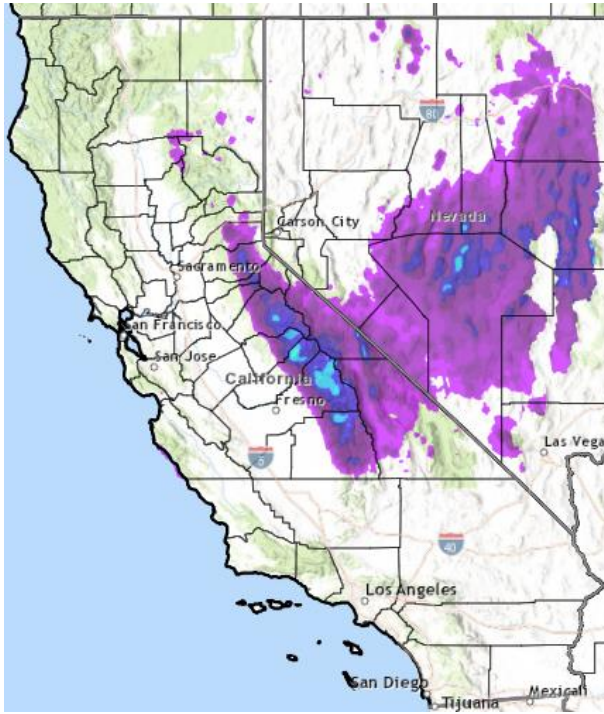 80
Nevada
Carson City
Sacramento
San Francisco
San Jose
California
Fresno
5
Las Vega
40
Los Angeles
San Diego
Tijuana
Mexicali